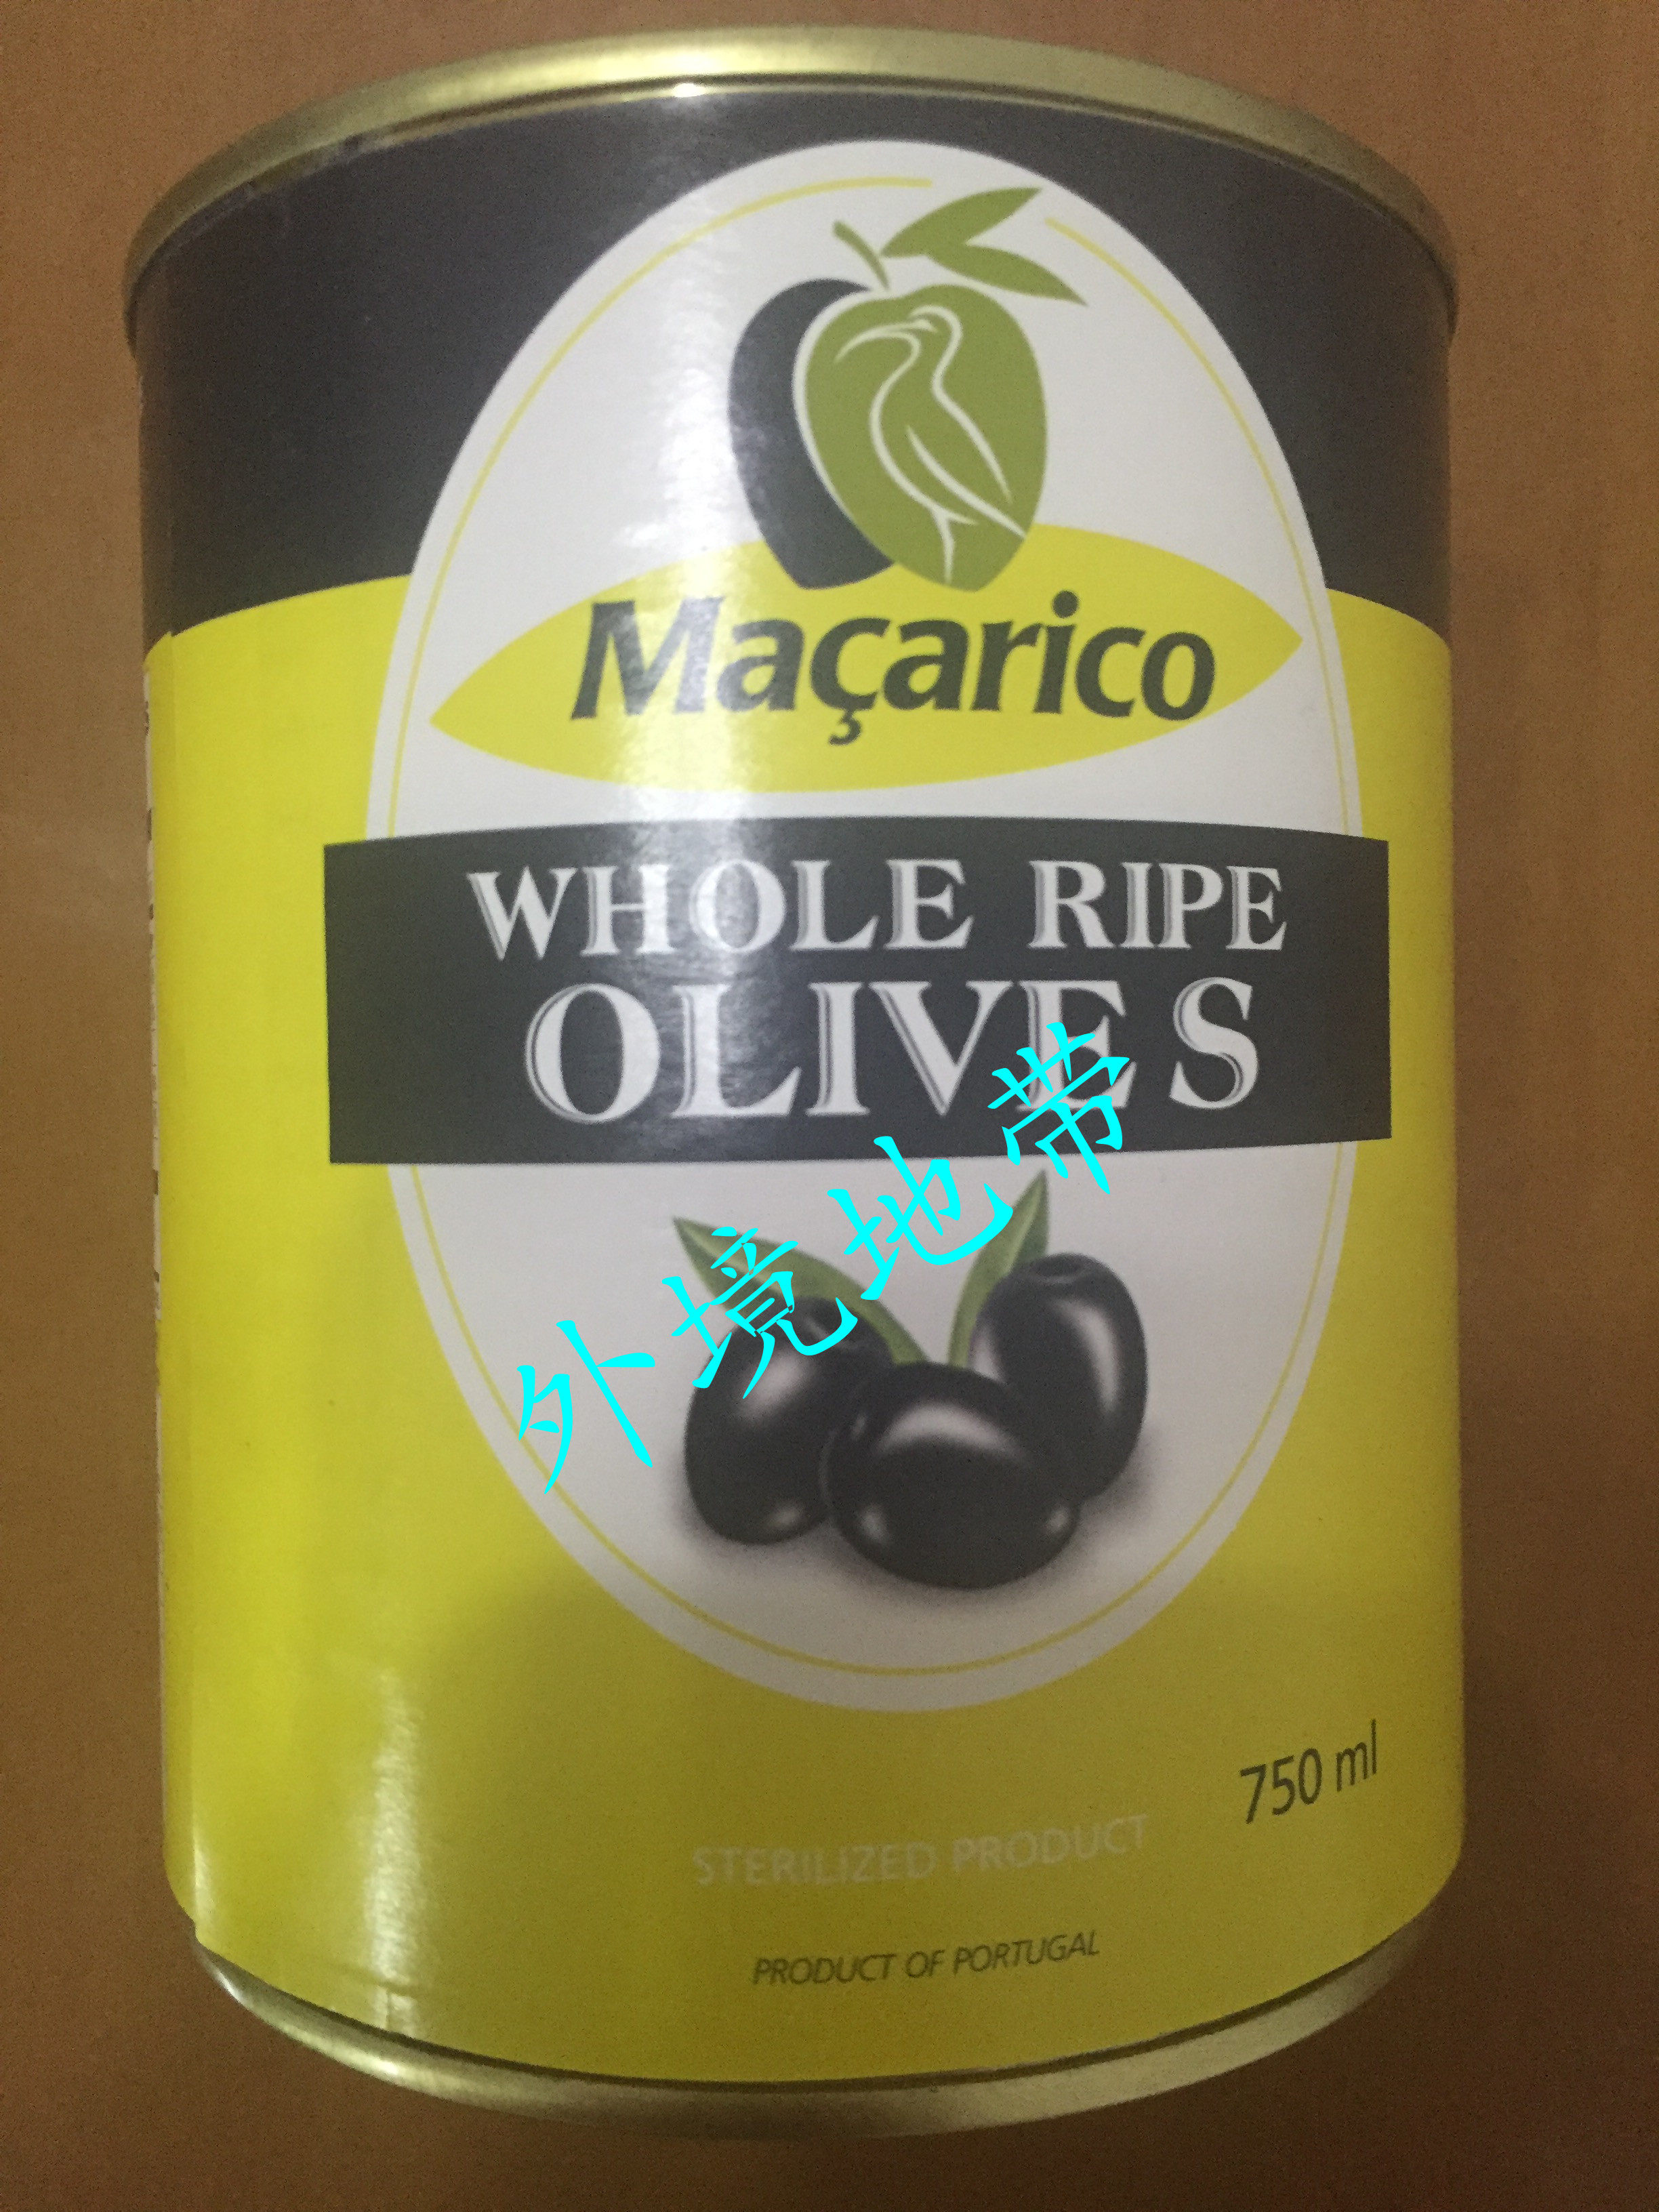 Maçarico
WHOLE RIPE
OLIVES
外境地带
750 ml
STERILIZED PRODUCT
PRODUCT OF PORTUGAL